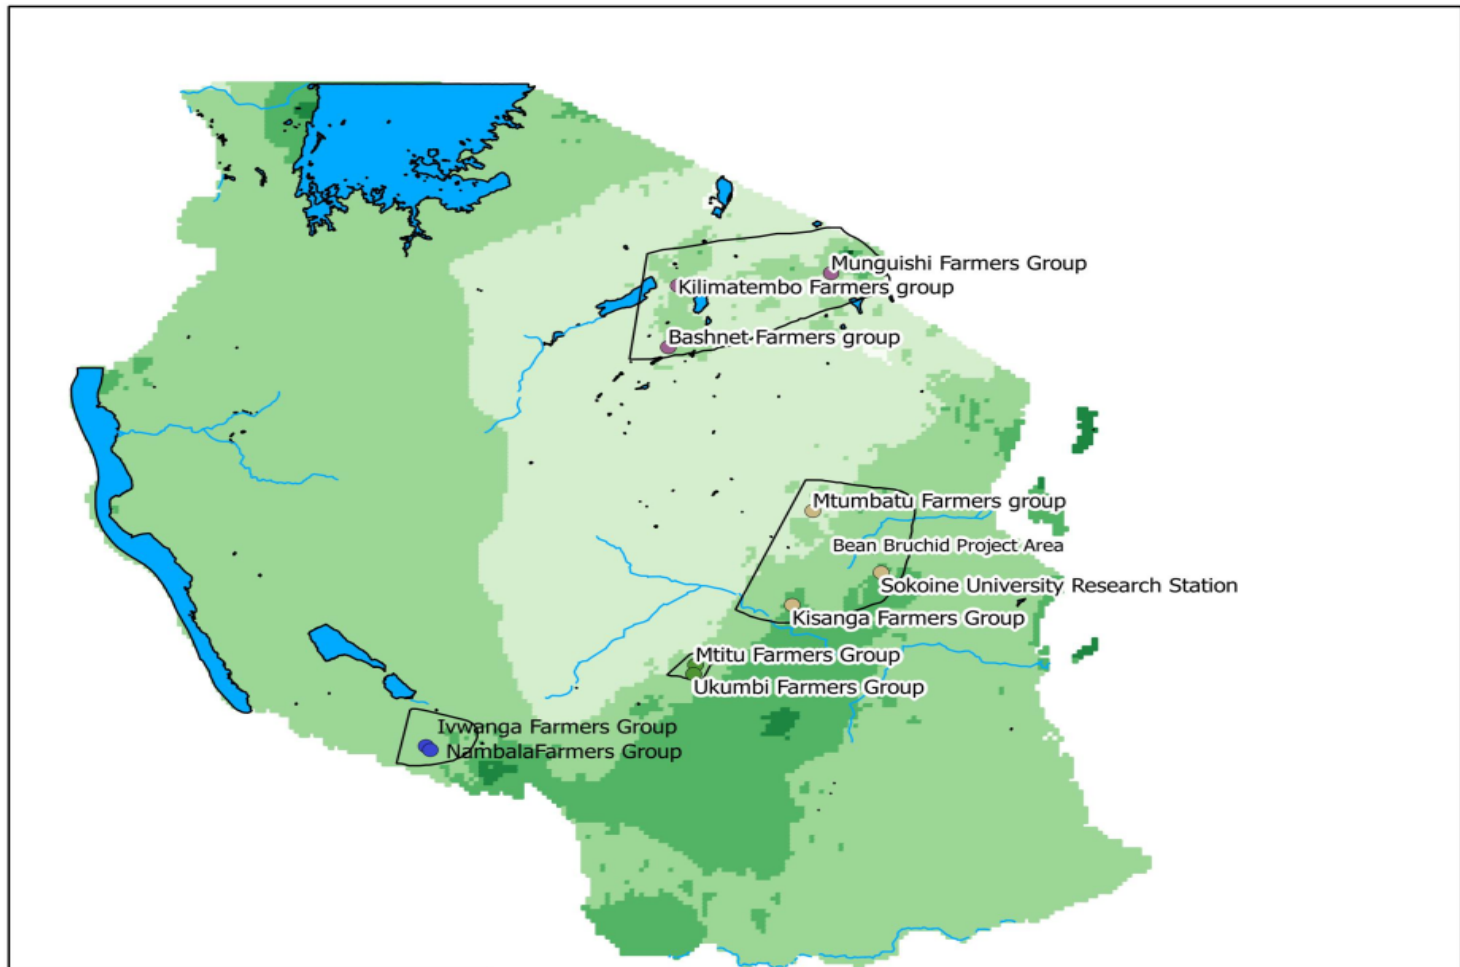 Munguishi Farmers Group
Kilimatembo Farmers group
Bashnet Farmers group
Mtumbatu Farmers group
Bean Bruchid Project Area
Sokoine University Research Station
Kisanga Farmers Group
Mtitu Farmers Group
Ukumbi Farmers Group
Ivwanga Farmers Group
NambalaFarmers Group